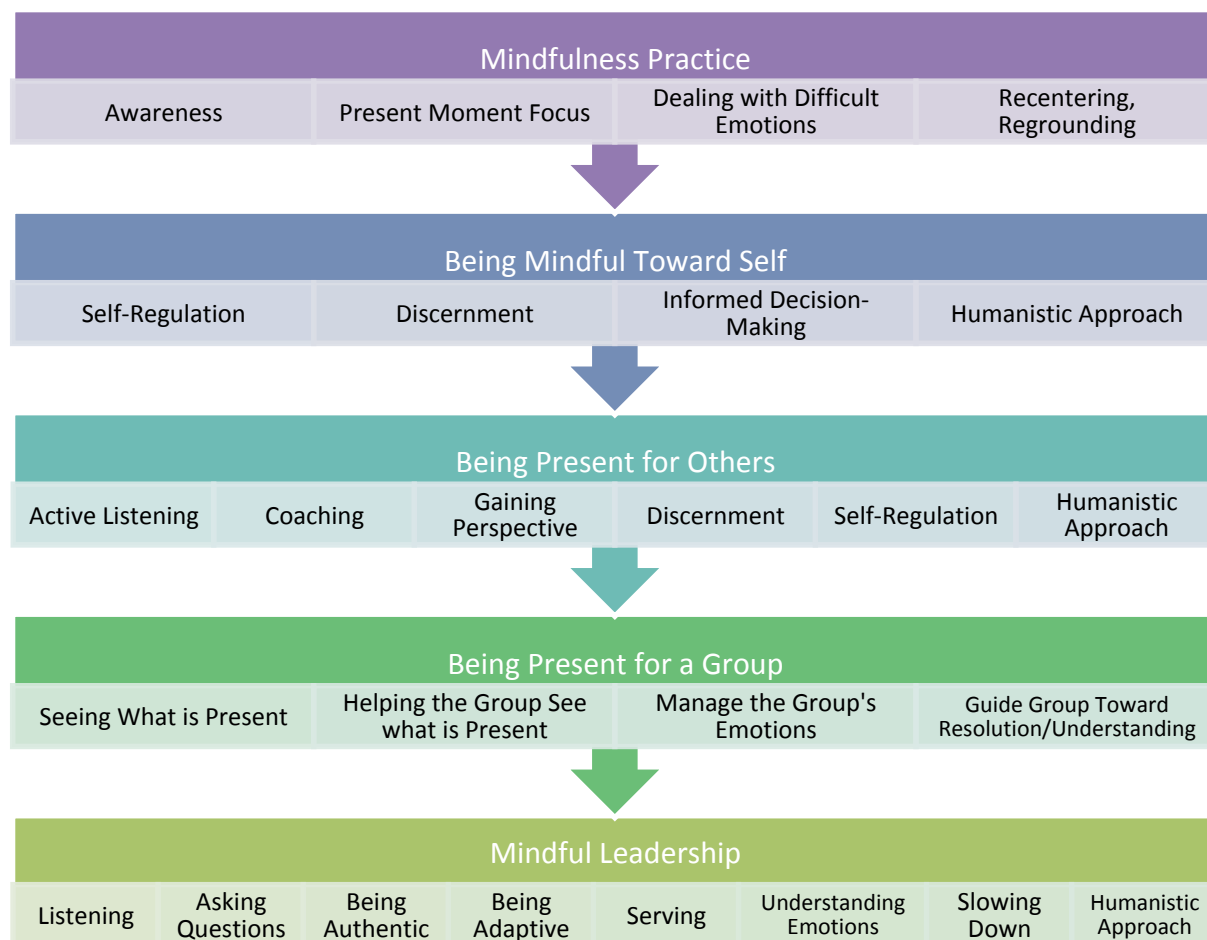 Mindfulness Practice
Awareness
Present Moment Focus
Dealing with Difficult
Emotions
Recentering,
Regrounding
Being Mindful Toward Self
Self-Regulation
Discernment
Informed Decision-
Making
Humanistic Approach
Being Present for Others
Active Listening
Coaching
Gaining
Perspective
Discernment
Self-Regulation
Humanistic
Approach
Being Present for a Group
Seeing What is Present
Helping the Group See
what is Present
Manage the Group's
Emotions
Guide Group Toward
Resolution/Understanding
Mindful Leadership
Listening
Asking
Questions
Being
Authentic
Being
Adaptive
Serving
Understanding
Emotions
Slowing
Down
Humanistic
Approach